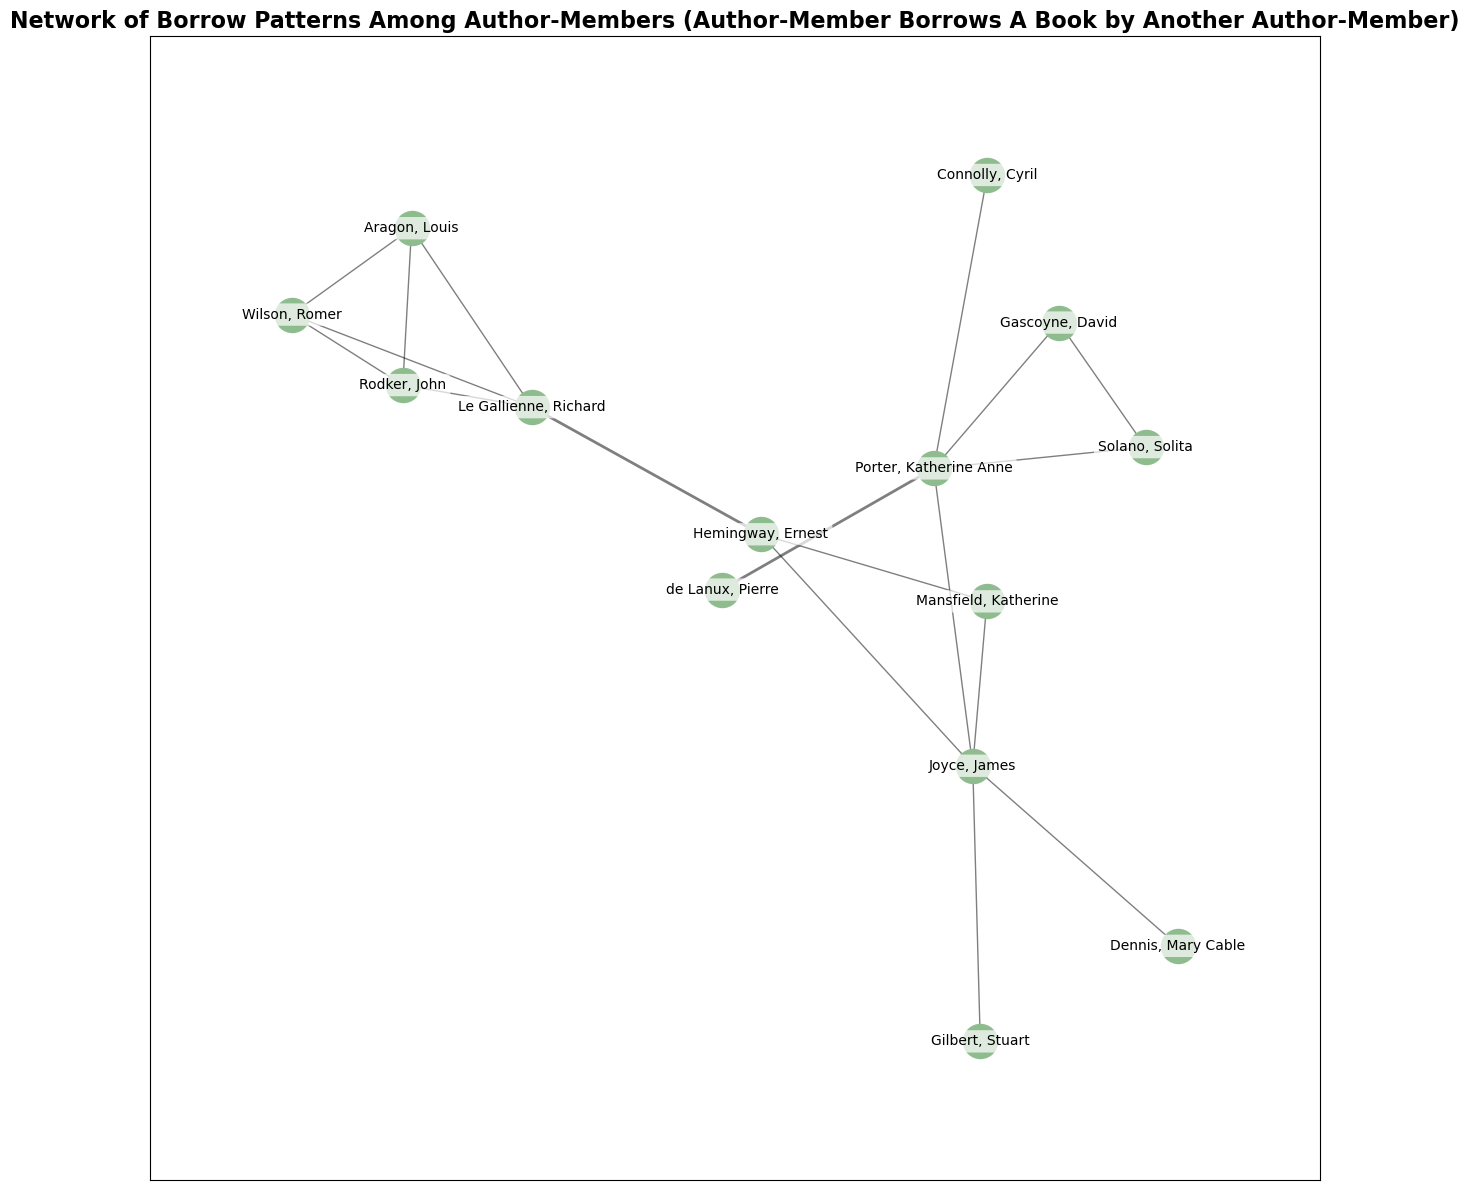 Network of Borrow Patterns Among Author-Members (Author-Member Borrows A Book by Another Author-Member)
Connolly, Cyril
Aragon, Louis
Wilson, Romer
Gascoyne, David
Rodker, John
Le Gallienne, Richard
Solano, Solita
Porter, Katherine Anne
Hemingway, Ernest
de Lanux, Pierre
Mansfield, Katherine
Joyce, James
Dennis, Mary Cable
Gilbert, Stuart